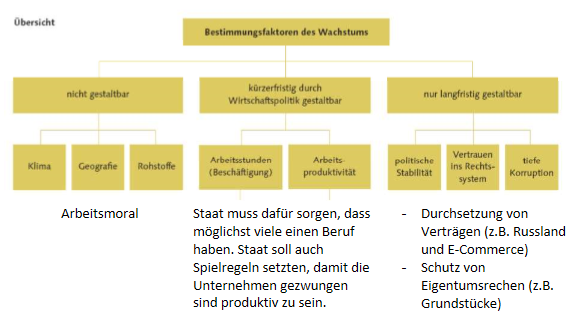 Übersicht
Bestimmungsfaktoren des Wachstums
nicht gestaltbar
kürzerfristig durch
Wirtschaftspolitik gestaltbar
nur langfristig gestaltbar
Klima
Geografie
Rohstoffe
Arbeitsstunden
(Beschäftigung)
Arbeits-
produktivität
politische
Stabilität
Vertrauen
ins Rechts-
system
tiefe
Korruption
Arbeitsmoral
Staat muss dafür sorgen, dass
möglichst viele einen Beruf
haben. Staat soll auch
Spielregeln setzten, damit die
Unternehmen gezwungen
sind produktiv zu sein.
- Durchsetzung von
Verträgen (z.B. Russland
und E-Commerce)
- Schutz von
Eigentumsrechen (z.B.
Grundstücke)